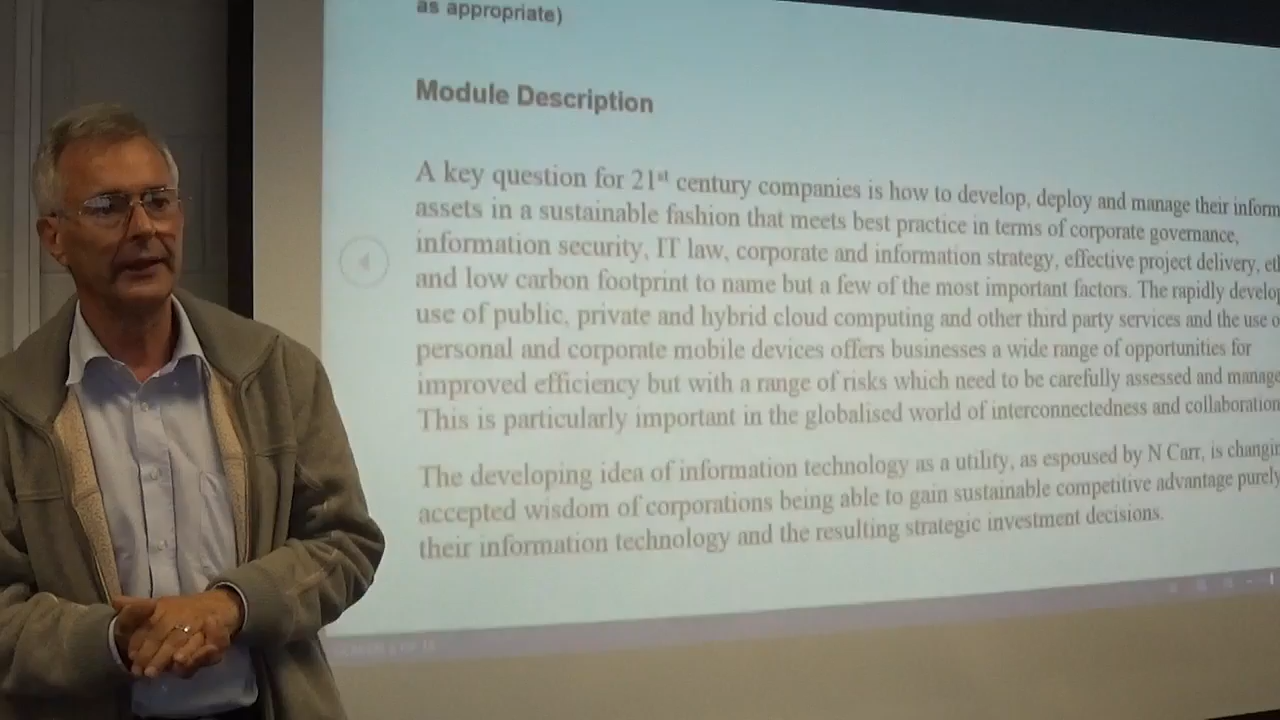 as appropriate)
Module Description
A key question for 21st century companies is how to develop, deploy and manage their inform
assets in a sustainable fashion that meets best practice in terms of corporate governance,
information security, IT law, corporate and information strategy, effective project delivery, eth
and low carbon footprint to name but a few of the most important factors. The rapidly develop
use of public, private and hybrid cloud computing and other third party services and the use o
personal and corporate mobile devices offers businesses a wide range of opportunities for
improved efficiency but with a range of risks which need to be carefully assessed and manage
This is particularly important in the globalised world of interconnectedness and collaboration
The developing idea of information technology as a utility, as espoused by N Carr, is changin
accepted wisdom of corporations being able to gain sustainable competitive advantage purely
their information technology and the resulting strategic investment decisions.